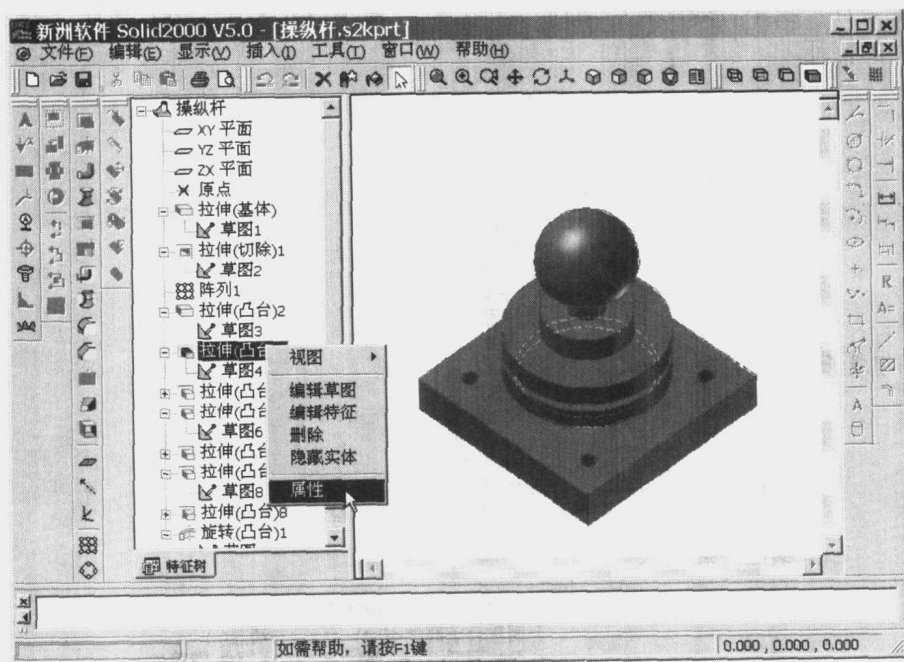 新洲软件 Solid2000 V5.0 - [操纵杆.s2kprt]
文件(F) 编辑(E) 显示(V) 插入(I) 工具(T) 窗口(W) 帮助(H)
操纵杆
XY 平面
YZ 平面
ZX 平面
原点
拉伸(基体)
草图1
拉伸(切除)1
草图2
阵列1
拉伸(凸台)2
草图3
拉伸(凸台
草图4
拉伸(凸台
拉伸(凸台
草图6
拉伸(凸台
拉伸(凸台
草图8
拉伸(凸台)8
旋转(凸台)1
视图
编辑草图
编辑特征
删除
隐藏实体
属性
特征树
如需帮助，请按F1键
0.000 , 0.000 , 0.000